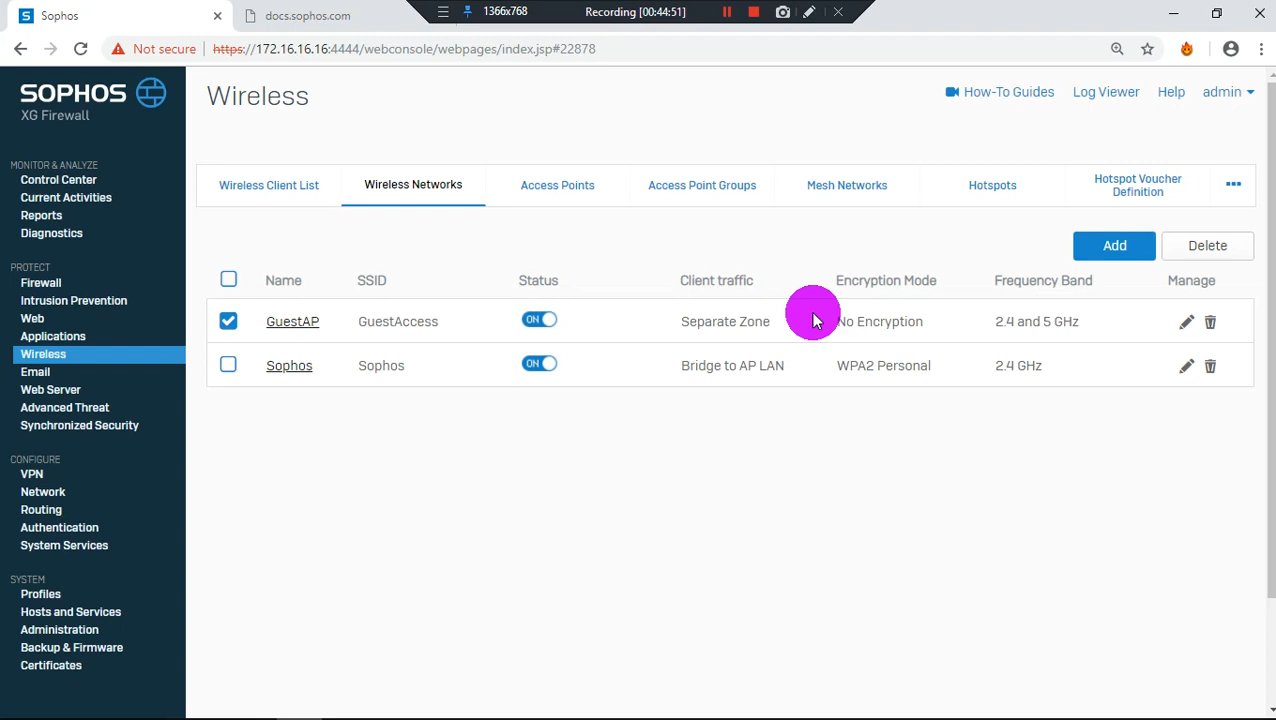 Sophos
docs.sophos.com
1366x768
Recording [00:44:51]
Not secure
https://172.16.16.16:4444/webconsole/webpages/index.jsp#22878
SOPHOS
XG Firewall
Wireless
How-To Guides
Log Viewer
Help
admin
MONITOR & ANALYZE
Control Center
Current Activities
Reports
Diagnostics
PROTECT
Firewall
Intrusion Prevention
Web
Applications
Wireless
Email
Web Server
Advanced Threat
Synchronized Security
CONFIGURE
VPN
Network
Routing
Authentication
System Services
SYSTEM
Profiles
Hosts and Services
Administration
Backup & Firmware
Certificates
Wireless Client List
Wireless Networks
Access Points
Access Point Groups
Mesh Networks
Hotspots
Hotspot Voucher
Definition
Add
Delete
Name SSID Status Client traffic Encryption Mode Frequency Band Manage
GuestAP GuestAccess ON Separate Zone No Encryption 2.4 and 5 GHz
Sophos Sophos ON Bridge to AP LAN WPA2 Personal 2.4 GHz